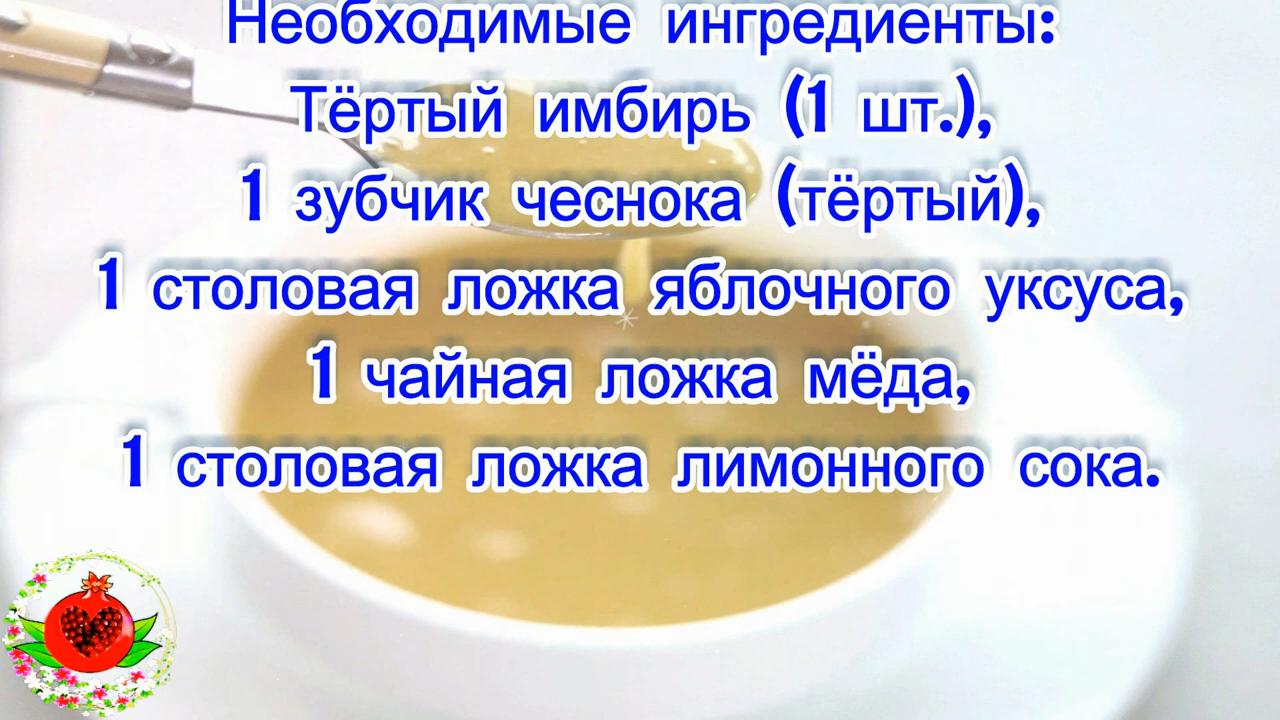 Необходимые ингредиенты:
Тёртый имбирь (1 шт.),
1 зубчик чеснока (тёртый),
1 столовая ложка яблочного уксуса,
1 чайная ложка мёда,
1 столовая ложка лимонного сока.